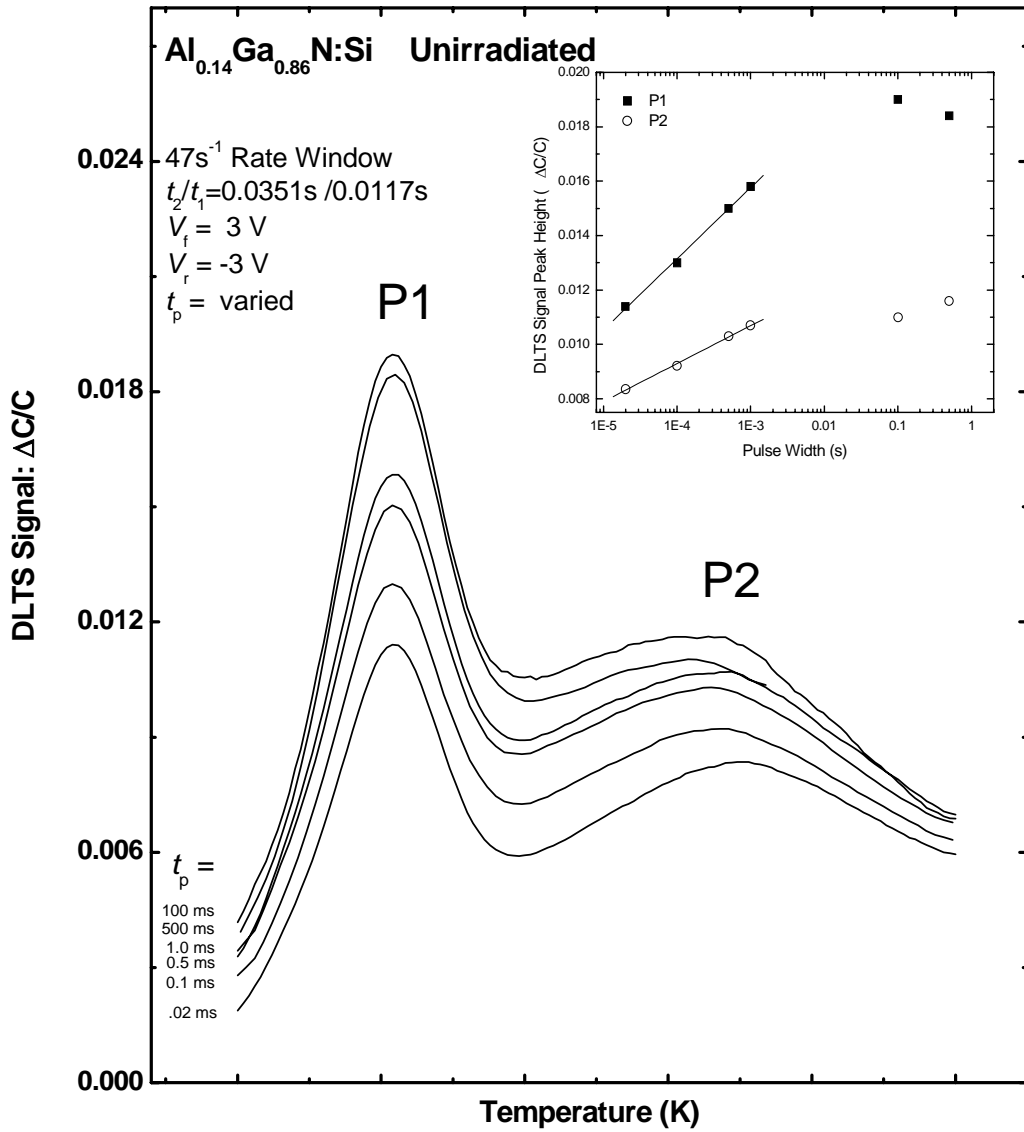 Al0.14Ga0.86N:Si Unirradiated
47s-1 Rate Window
t2/t1=0.0351s /0.0117s
Vf = 3 V
Vr = -3 V
tp = varied
P1
P2
tp =
100 ms
500 ms
1.0 ms
0.5 ms
0.1 ms
.02 ms
0.024
0.018
0.012
0.006
0.000
DLTS Signal: ΔC/C
Temperature (K)
P1
P2
0.020
0.018
0.016
0.014
0.012
0.010
0.008
DLTS Signal Peak Height ( ΔC/C)
1E-5 1E-4 1E-3 0.01 0.1 1
Pulse Width (s)